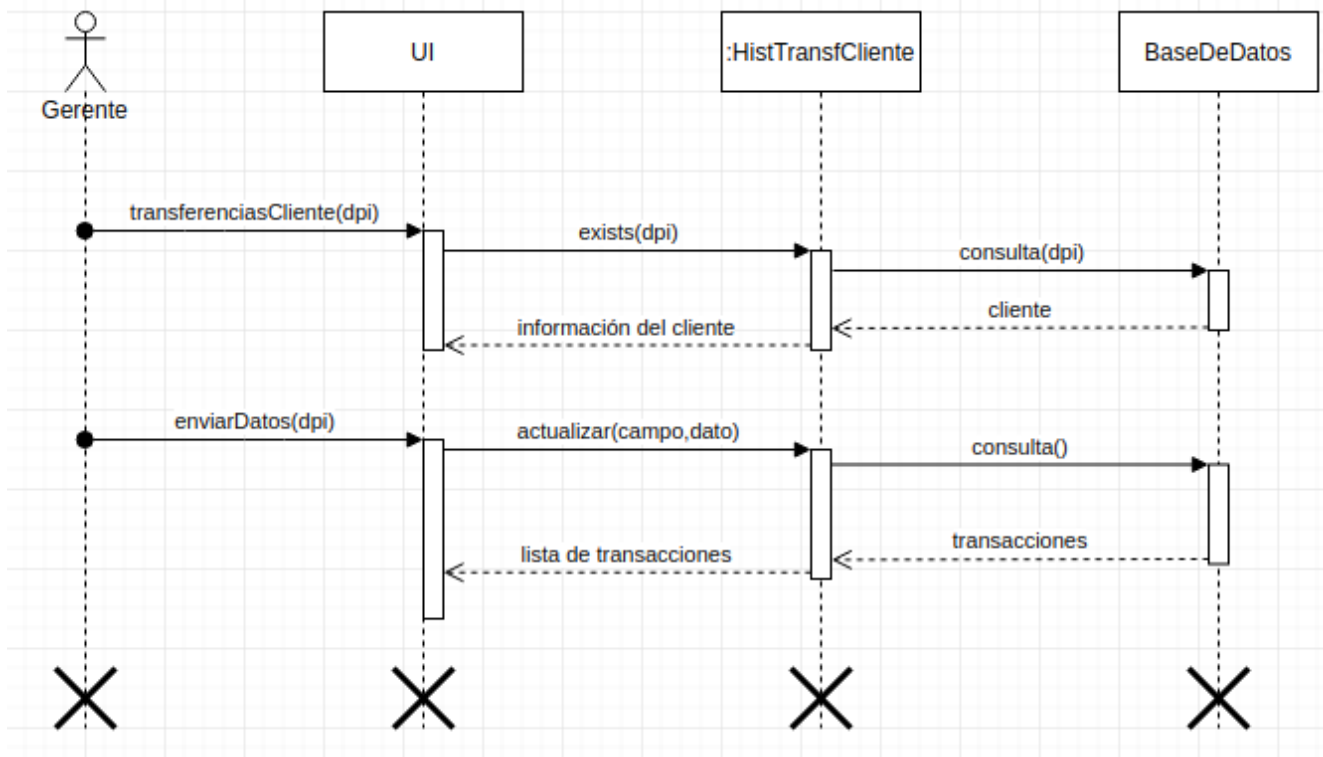 UI
:HistTransfCliente
BaseDeDatos
Gerente
transferenciasCliente(dpi)
exists(dpi)
consulta(dpi)
cliente
información del cliente
enviarDatos(dpi)
actualizar(campo,dato)
consulta()
transacciones
lista de transacciones